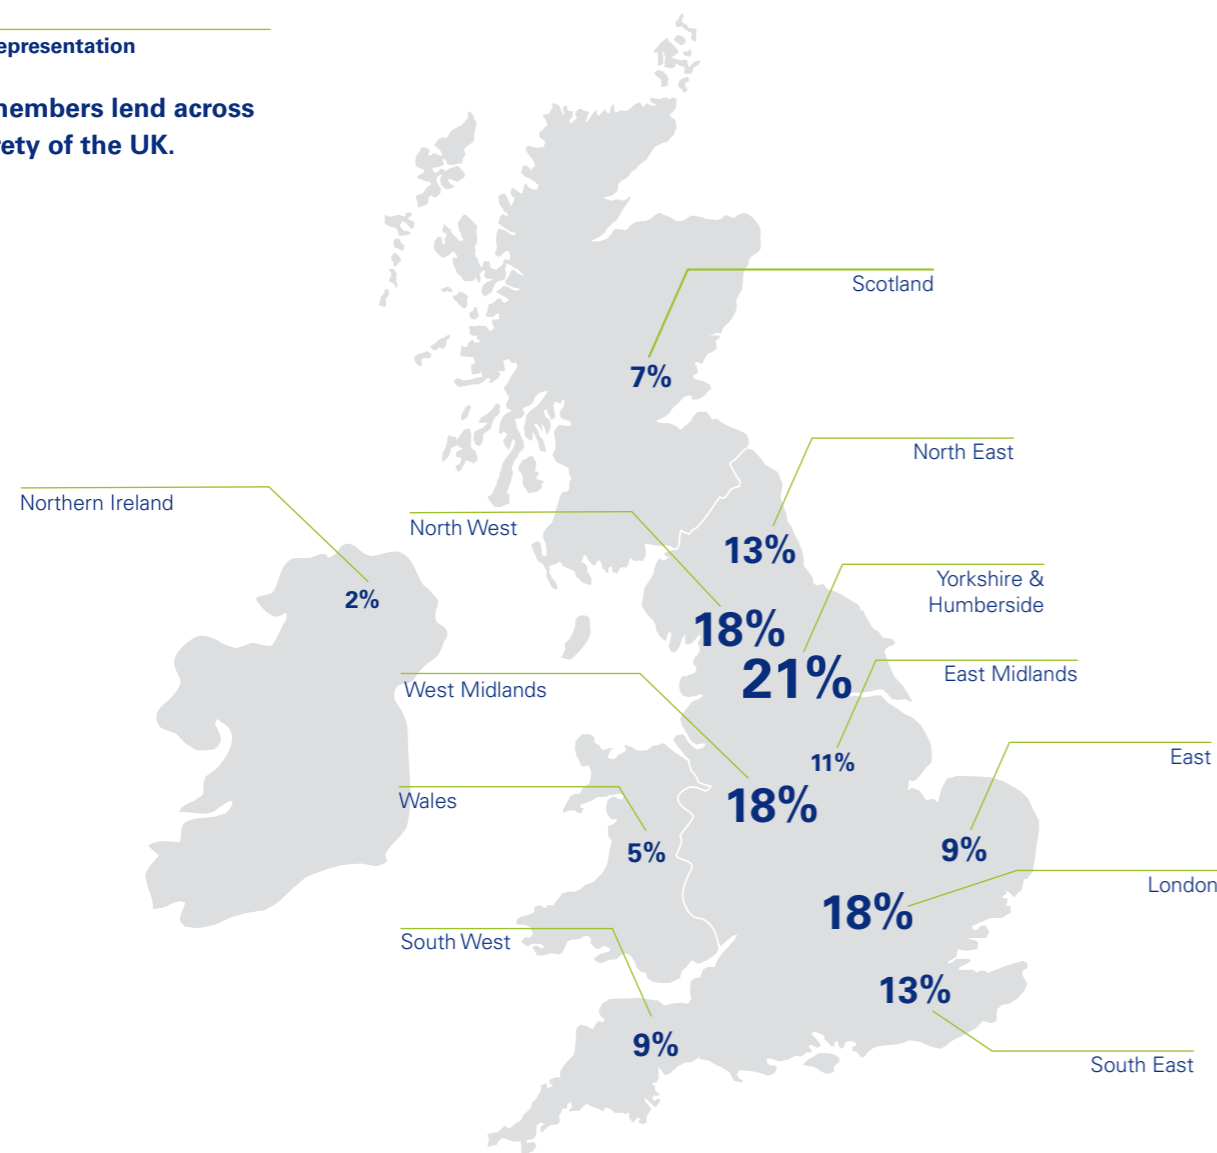 epresentation
members lend across
rety of the UK.
Scotland
7%
North East
Northern Ireland
North West
13%
Yorkshire &
Humberside
2%
18%
21%
West Midlands
East Midlands
11%
East
Wales
18%
5%
9%
London
18%
South West
13%
9%
South East